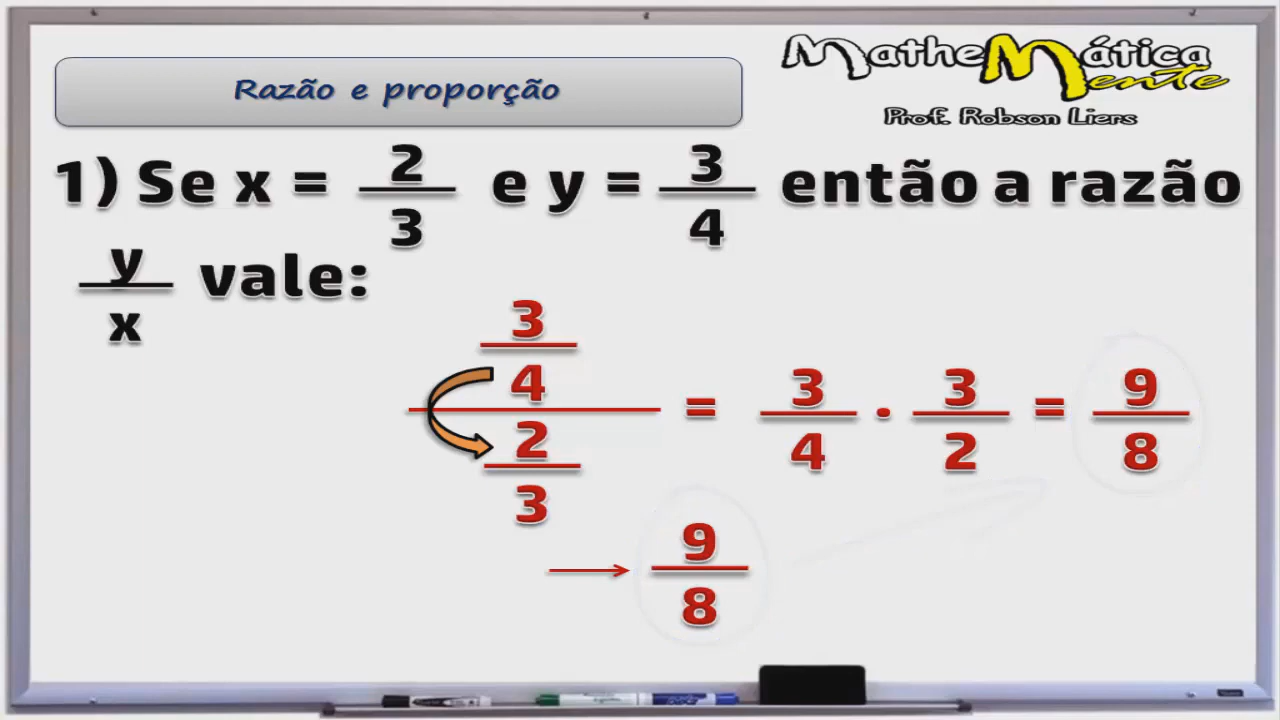 Razão e proporção
MatheMática
mente
Prof. Robson Liers
1) Se x = 2/3 e y = 3/4 então a razão
y/x vale:
3/4 / 2/3 = 3/4 . 3/2 = 9/8
→ 9/8